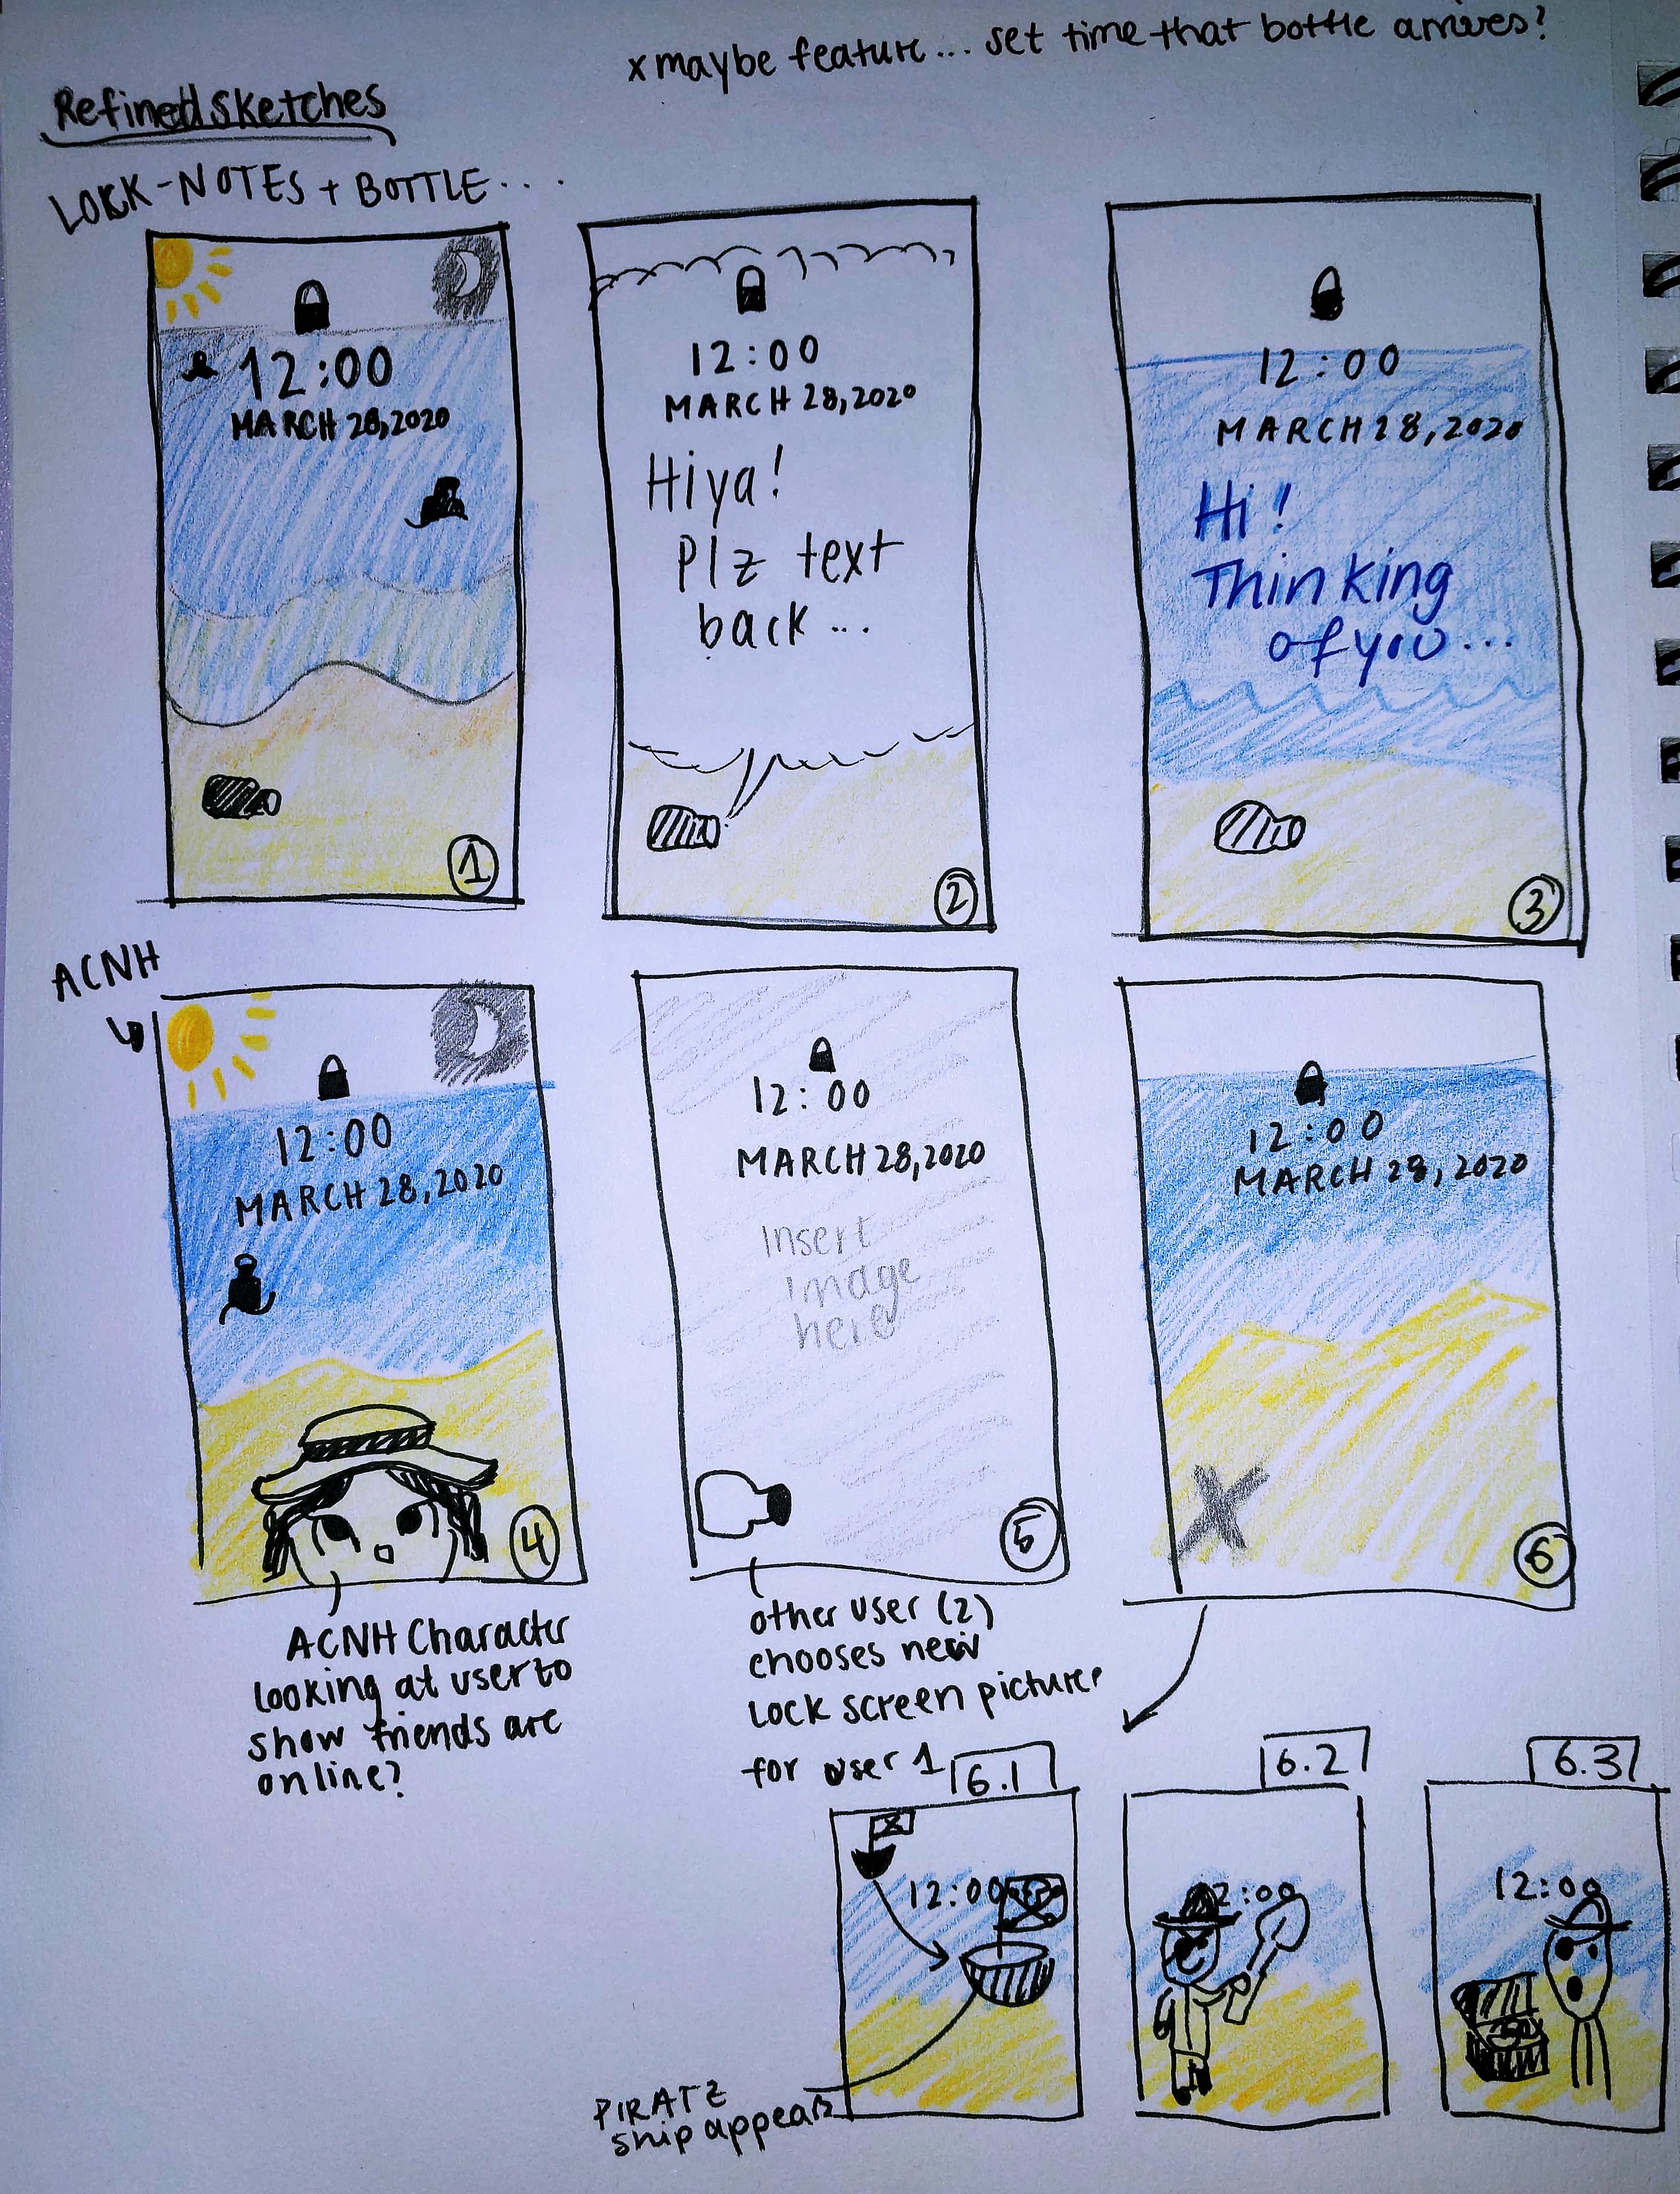 x maybe feature... set time that bottle arrives?
Refined Sketches
LOCK-NOTES + BOTTLE...
12:00
MARCH 28, 2020
1
12:00
MARCH 28, 2020
Hiya!
Plz text
back...
2
12:00
MARCH 28, 2020
Hi!
Thinking
of you...
3
ACNH
12:00
MARCH 28, 2020
4
ACNH Character
looking at user to
show friends are
online?
12:00
MARCH 28, 2020
Insert
image
here
5
other user (2)
chooses new
lock screen picture
for user 1
12:00
MARCH 28, 2020
6
6.1
12:00
PIRATE
ship appears
6.2
12:00
6.3
12:00